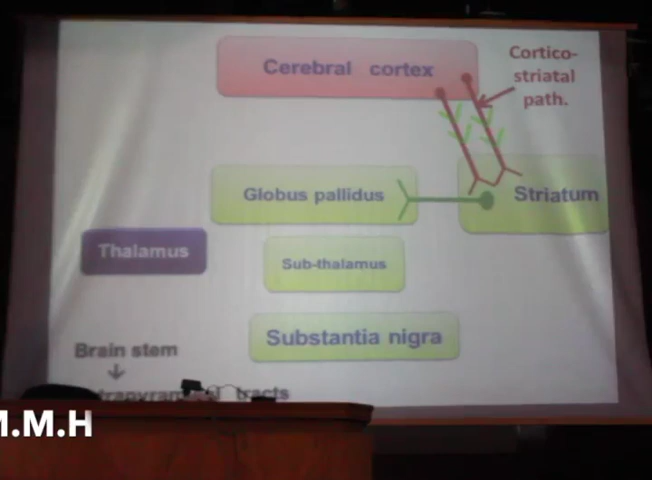 Cerebral cortex
Cortico-
striatal
path.
Globus pallidus
Striatum
Thalamus
Sub-thalamus
Substantia nigra
Brain stem
tracts
M.M.H